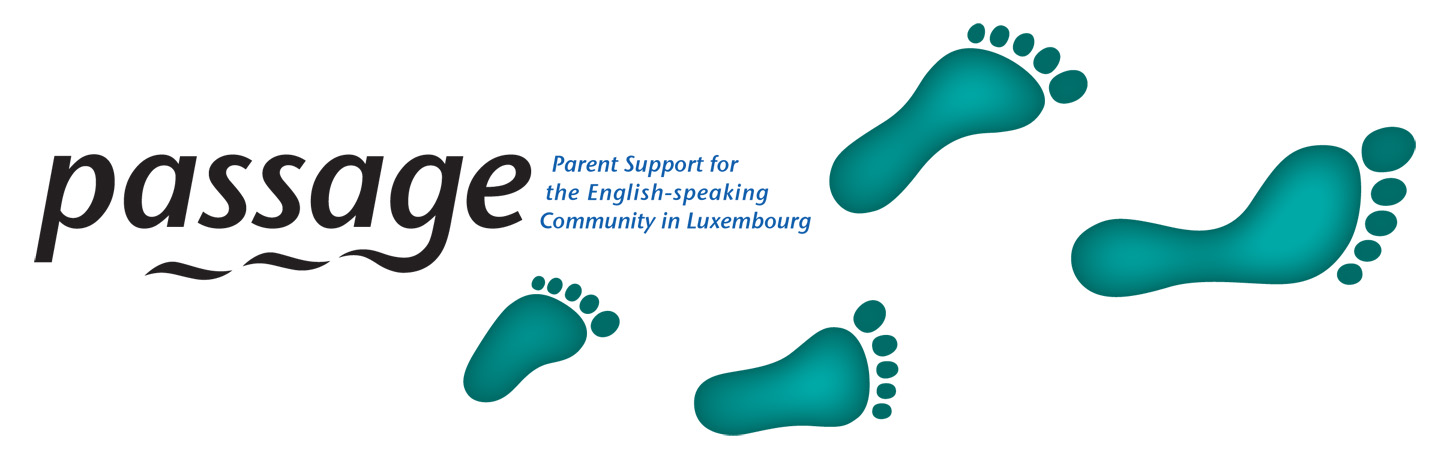 passage
Parent Support for
the English-speaking
Community in Luxembourg